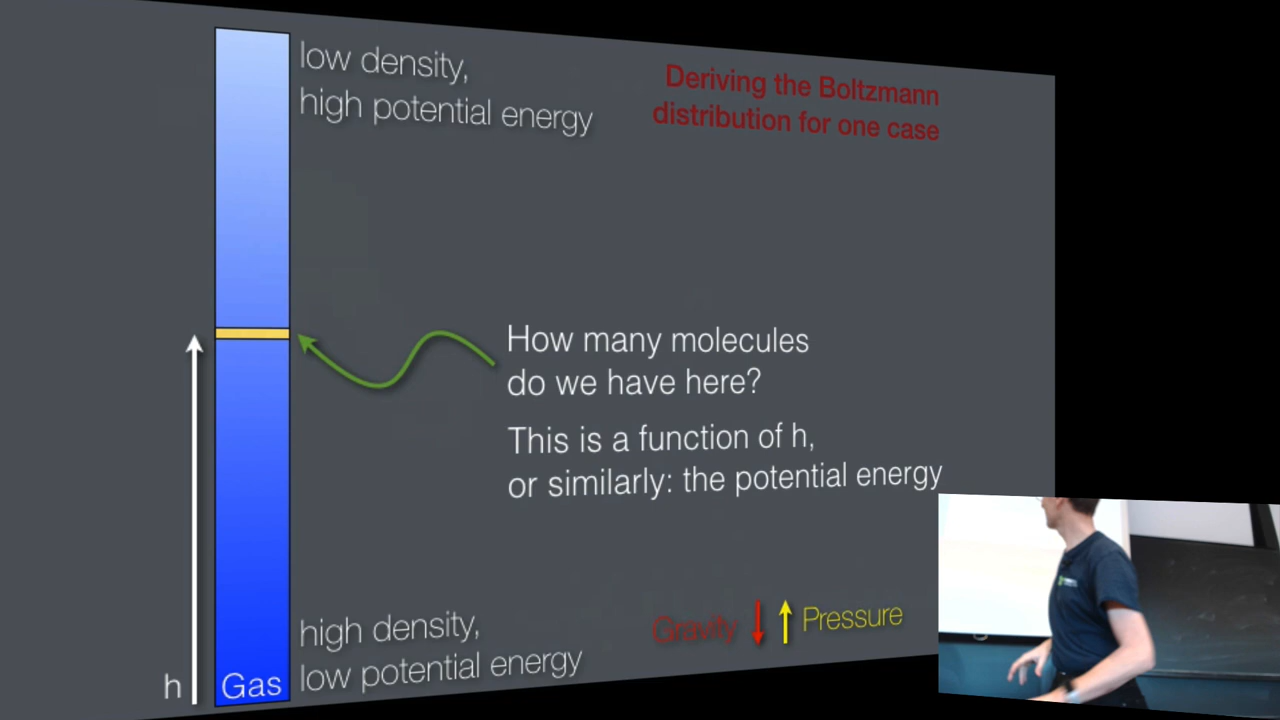 low density,
high potential energy
Deriving the Boltzmann
distribution for one case
How many molecules
do we have here?
This is a function of h,
or similarly: the potential energy
high density,
low potential energy
Gravity
Pressure
h
Gas